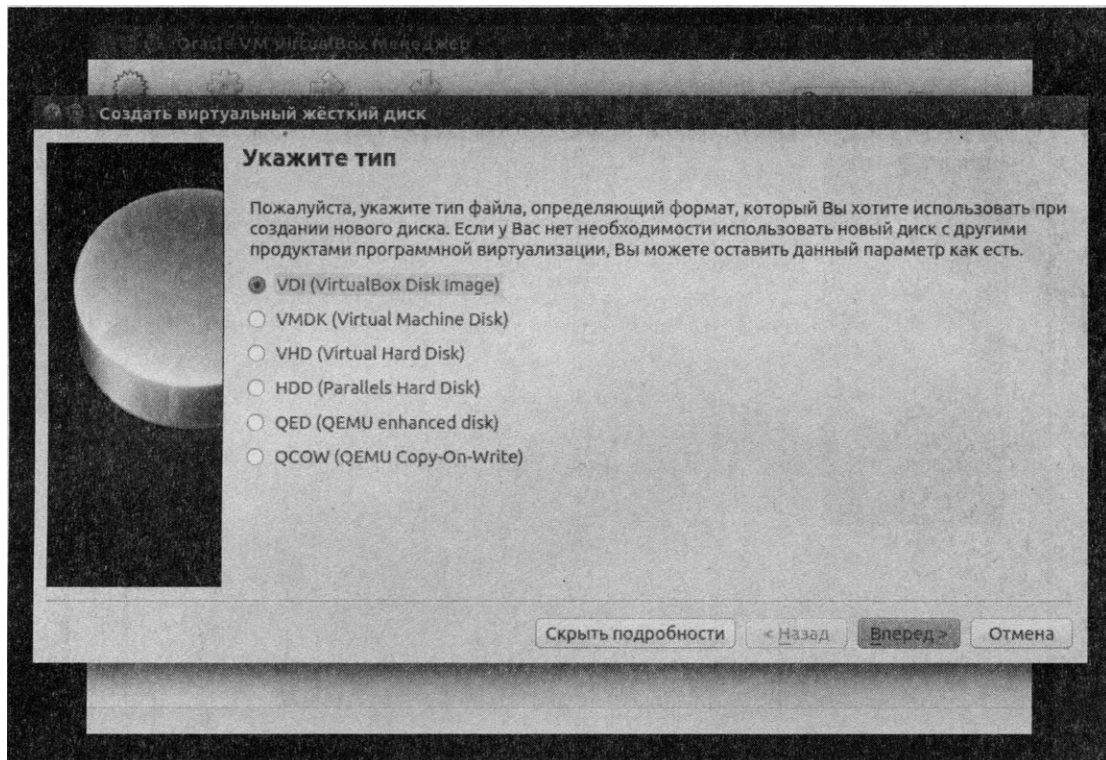 Oracle VM VirtualBox Менеджер
Создать виртуальный жёсткий диск
Укажите тип
Пожалуйста, укажите тип файла, определяющий формат, который Вы хотите использовать при
создании нового диска. Если у Вас нет необходимости использовать новый диск с другими
продуктами программной виртуализации, Вы можете оставить данный параметр как есть.
VDI (VirtualBox Disk Image)
VMDK (Virtual Machine Disk)
VHD (Virtual Hard Disk)
HDD (Parallels Hard Disk)
QED (QEMU enhanced disk)
QCOW (QEMU Copy-On-Write)
Скрыть подробности < Назад Вперед > Отмена